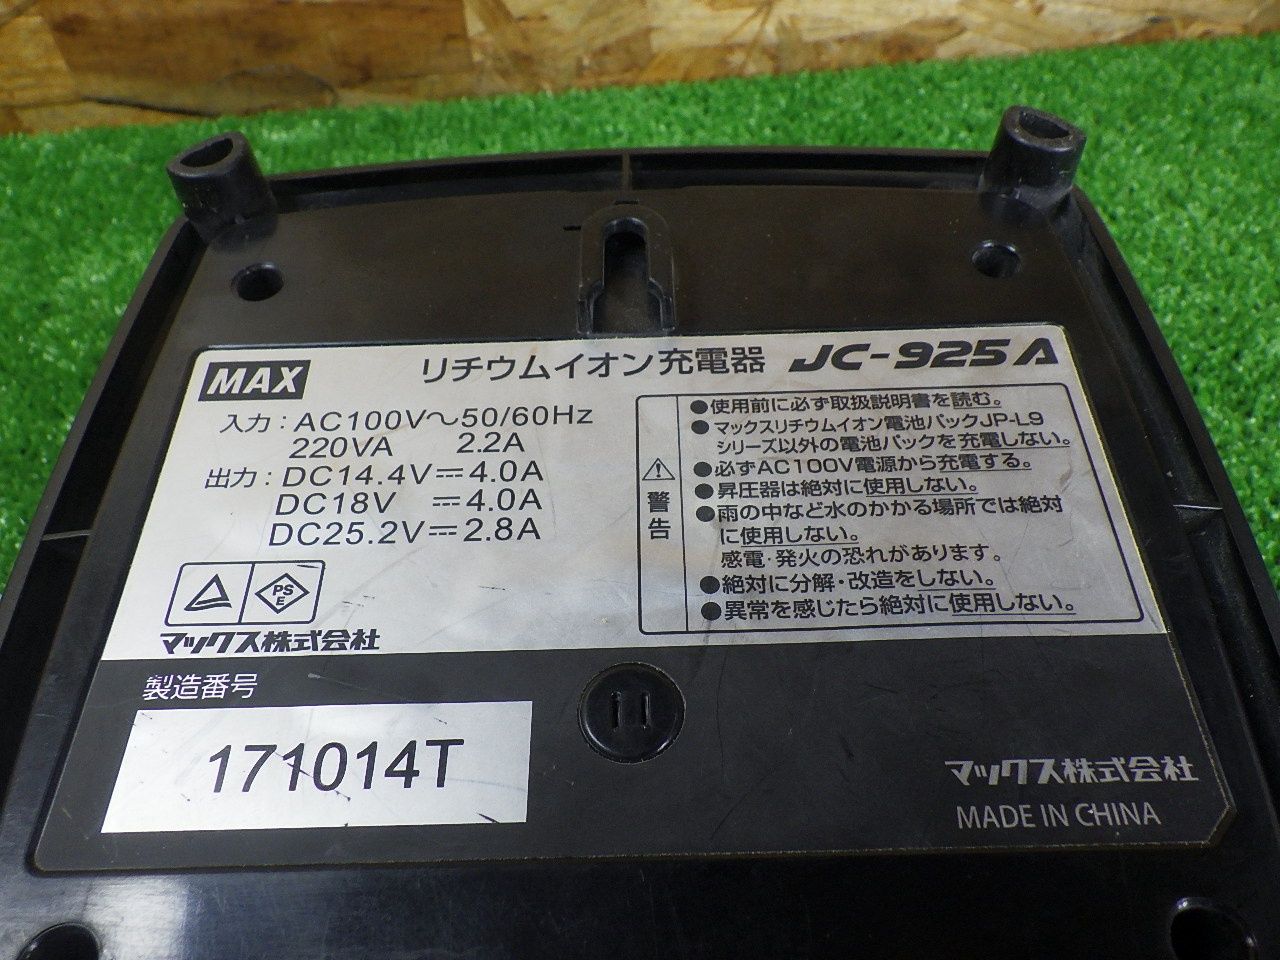 MAX リチウムイオン充電器 JC-925A
入力：AC100V～50/60Hz
220VA 2.2A
出力：DC14.4V⎓4.0A
DC18V ⎓4.0A
DC25.2V⎓2.8A
PS
E
マックス株式会社
警告
●使用前に必ず取扱説明書を読む。
●マックスリチウムイオン電池パックJP-L9
シリーズ以外の電池パックを充電しない。
●必ずAC100V電源から充電する。
●昇圧器は絶対に使用しない。
●雨の中など水のかかる場所では絶対
に使用しない。
感電・発火の恐れがあります。
●絶対に分解・改造をしない。
●異常を感じたら絶対に使用しない。
製造番号
171014T
マックス株式会社
MADE IN CHINA